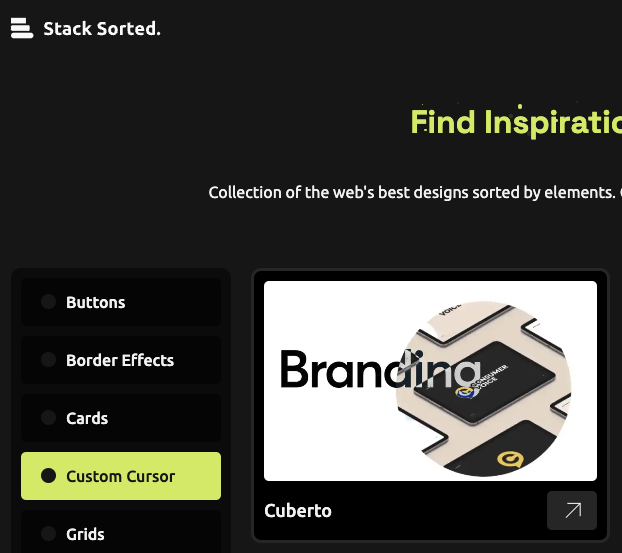 Stack Sorted.
Find Inspiratio
Collection of the web's best designs sorted by elements.
Buttons
Border Effects
Cards
Custom Cursor
Grids
Branding
CONSUMER
VOICE
Cuberto